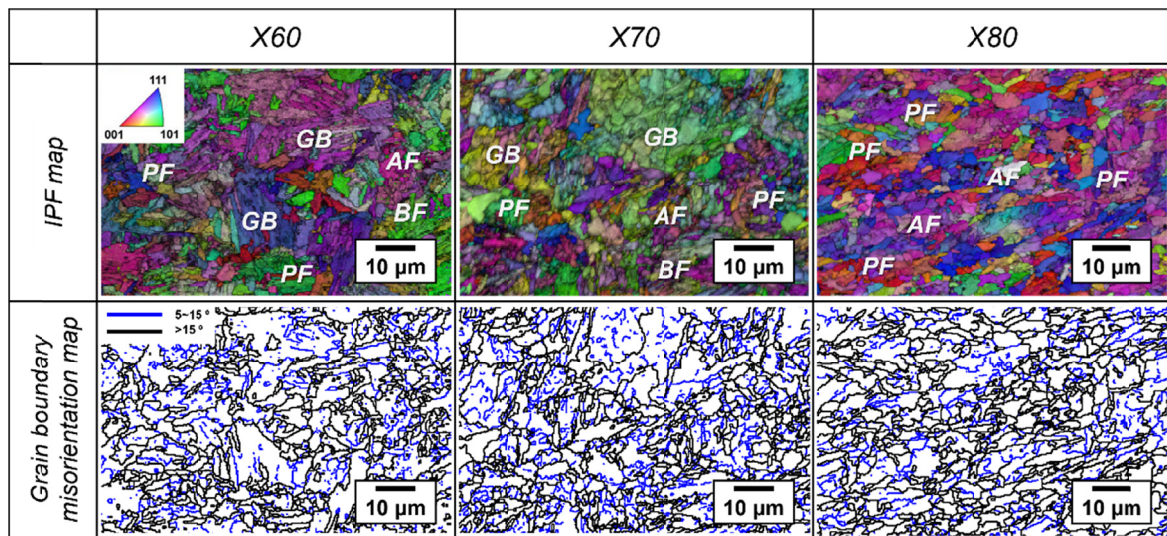 X60
X70
X80
IPF map
111
001
101
GB
AF
PF
GB
BF
PF
10 µm
GB
GB
PF
PF
AF
BF
10 µm
PF
PF
AF
PF
AF
PF
10 µm
Grain boundary
misorientation map
5~15 °
>15 °
10 µm
10 µm
10 µm